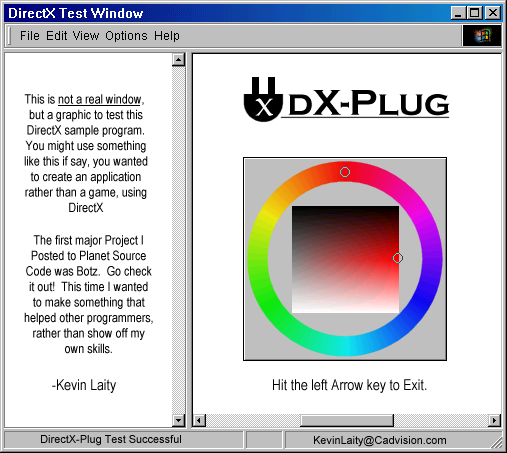 DirectX Test Window
File Edit View Options Help
This is not a real window,
but a graphic to test this
DirectX sample program.
You might use something
like this if say, you wanted
to create an application
rather than a game, using
DirectX
The first major Project I
Posted to Planet Source
Code was Botz. Go check
it out! This time I wanted
to make something that
helped other programmers,
rather than show off my
own skills.
-Kevin Laity
X DX-PLUG
Hit the left Arrow key to Exit.
DirectX-Plug Test Successful
KevinLaity@Cadvision.com